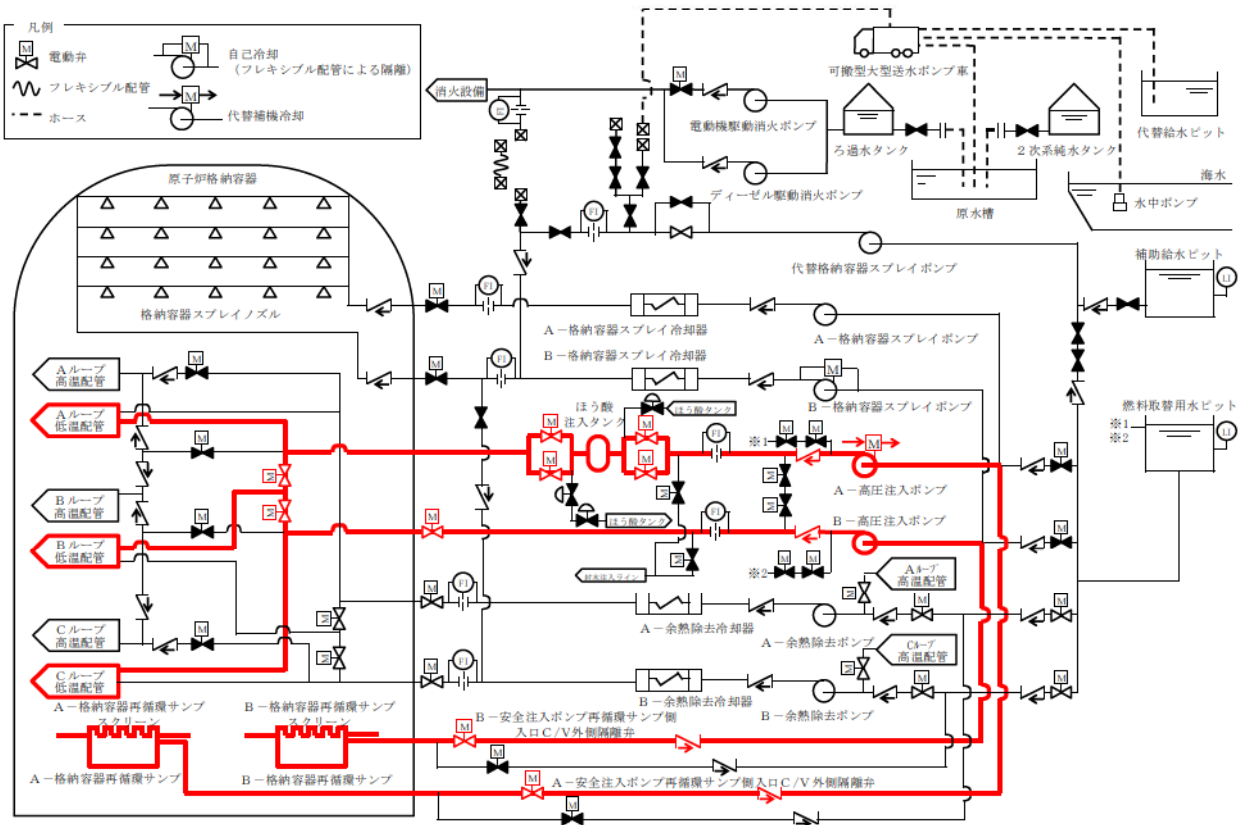 凡例
M
電動弁
フレキシブル配管
ホース
M
自己冷却
(フレキシブル配管による隔離)
M
代替補機冷却
消火設備
FI
M
電動機駆動消火ポンプ
ディーゼル駆動消火ポンプ
可搬型大型送水ポンプ車
ろ過水タンク
2次系純水タンク
原水槽
代替給水ピット
海水
水中ポンプ
原子炉格納容器
格納容器スプレイノズル
FI
代替格納容器スプレイポンプ
補助給水ピット
LI
M
FI
A-格納容器スプレイ冷却器
A-格納容器スプレイポンプ
B-格納容器スプレイ冷却器
M
FI
M
B-格納容器スプレイポンプ
燃料取替用水ピット
※1
※2
LI
Aループ
高温配管
M
Aループ
低温配管
M
M
Bループ
高温配管
M
M
Bループ
低温配管
Cループ
高温配管
M
M
M
Cループ
低温配管
ほう酸
注入タンク
ほう酸タンク
M
M
M
M
FI
※1
M
M
M
A-高圧注入ポンプ
M
ほう酸タンク
M
M
M
M
FI
B-高圧注入ポンプ
M
封水注入ライン
M
※2
M
M
Aループ
高温配管
M
M
M
M
FI
A-余熱除去冷却器
A-余熱除去ポンプ
Cループ
高温配管
M
M
M
M
FI
B-余熱除去冷却器
B-余熱除去ポンプ
A-格納容器再循環サンプ
スクリーン
B-格納容器再循環サンプ
スクリーン
A-格納容器再循環サンプ
B-格納容器再循環サンプ
B-安全注入ポンプ再循環サンプ側
入口C/V外側隔離弁
M
M
A-安全注入ポンプ再循環サンプ側入口C/V外側隔離弁
M
M